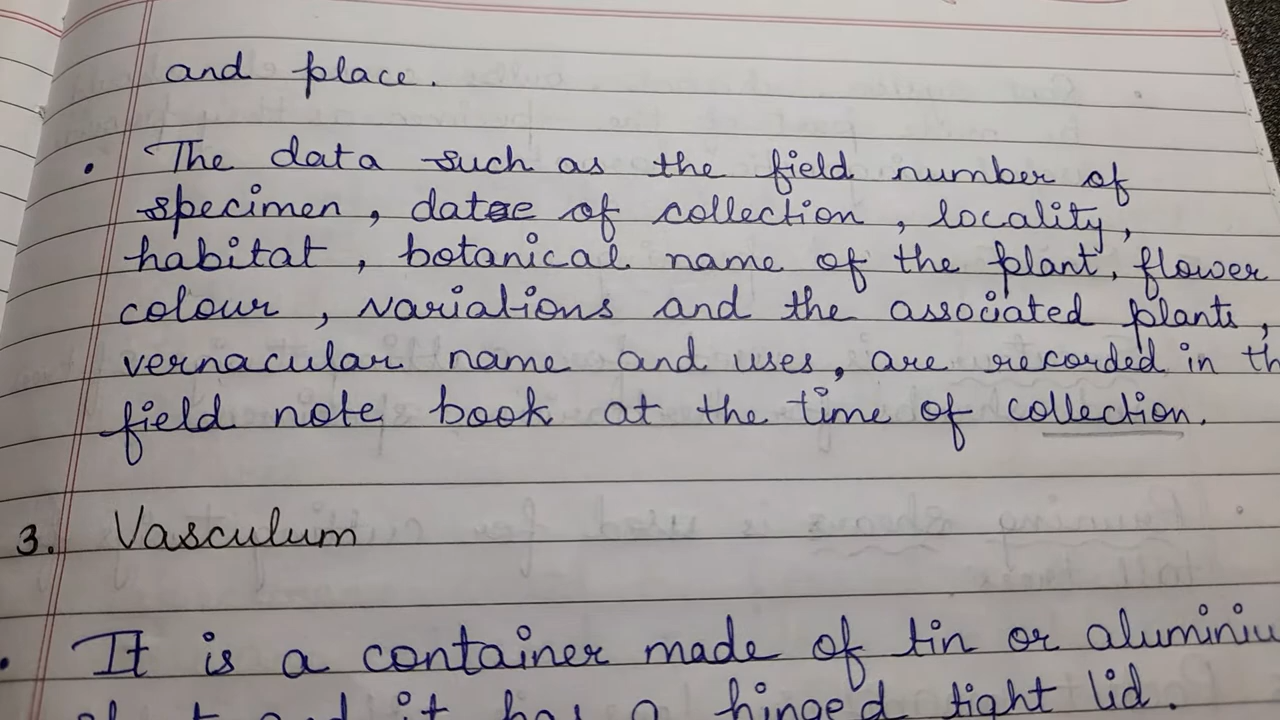 and place.
• The data such as the field number of
specimen, date of collection, locality,
habitat, botanical name of the plant, flower
colour, variations and the associated plants,
vernacular name and uses, are recorded in th
field note book at the time of collection.
3. Vasculum
• It is a container made of tin or aluminiu
and it has a hinged tight lid.